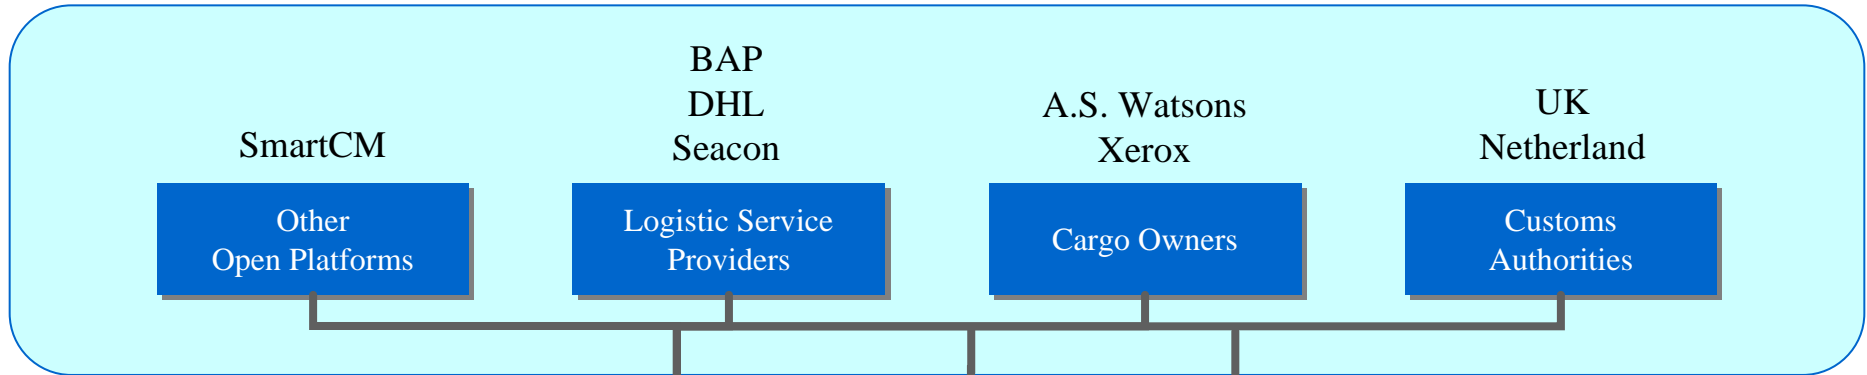 SmartCM
Other
Open Platforms
BAP
DHL
Seacon
Logistic Service
Providers
A.S. Watsons
Xerox
Cargo Owners
UK
Netherland
Customs
Authorities